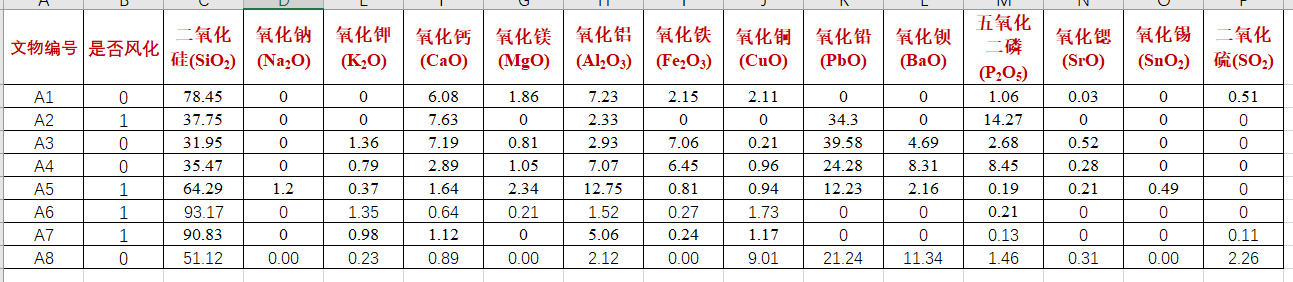 A B C D E F G H I J K L M N O P
文物编号 是否风化 二氧化硅(SiO₂) 氧化钠(Na₂O) 氧化钾(K₂O) 氧化钙(CaO) 氧化镁(MgO) 氧化铝(Al₂O₃) 氧化铁(Fe₂O₃) 氧化铜(CuO) 氧化铅(PbO) 氧化钡(BaO) 五氧化二磷(P₂O₅) 氧化锶(SrO) 氧化锡(SnO₂) 二氧化硫(SO₂)
A1 0 78.45 0 0 6.08 1.86 7.23 2.15 2.11 0 0 1.06 0.03 0 0.51
A2 1 37.75 0 0 7.63 0 2.33 0 0 34.3 0 14.27 0 0 0
A3 0 31.95 0 1.36 7.19 0.81 2.93 7.06 0.21 39.58 4.69 2.68 0.52 0 0
A4 0 35.47 0 0.79 2.89 1.05 7.07 6.45 0.96 24.28 8.31 8.45 0.28 0 0
A5 1 64.29 1.2 0.37 1.64 2.34 12.75 0.81 0.94 12.23 2.16 0.19 0.21 0.49 0
A6 1 93.17 0 1.35 0.64 0.21 1.52 0.27 1.73 0 0 0.21 0 0 0
A7 1 90.83 0 0.98 1.12 0 5.06 0.24 1.17 0 0 0.13 0 0 0.11
A8 0 51.12 0.00 0.23 0.89 0.00 2.12 0.00 9.01 21.24 11.34 1.46 0.31 0.00 2.26